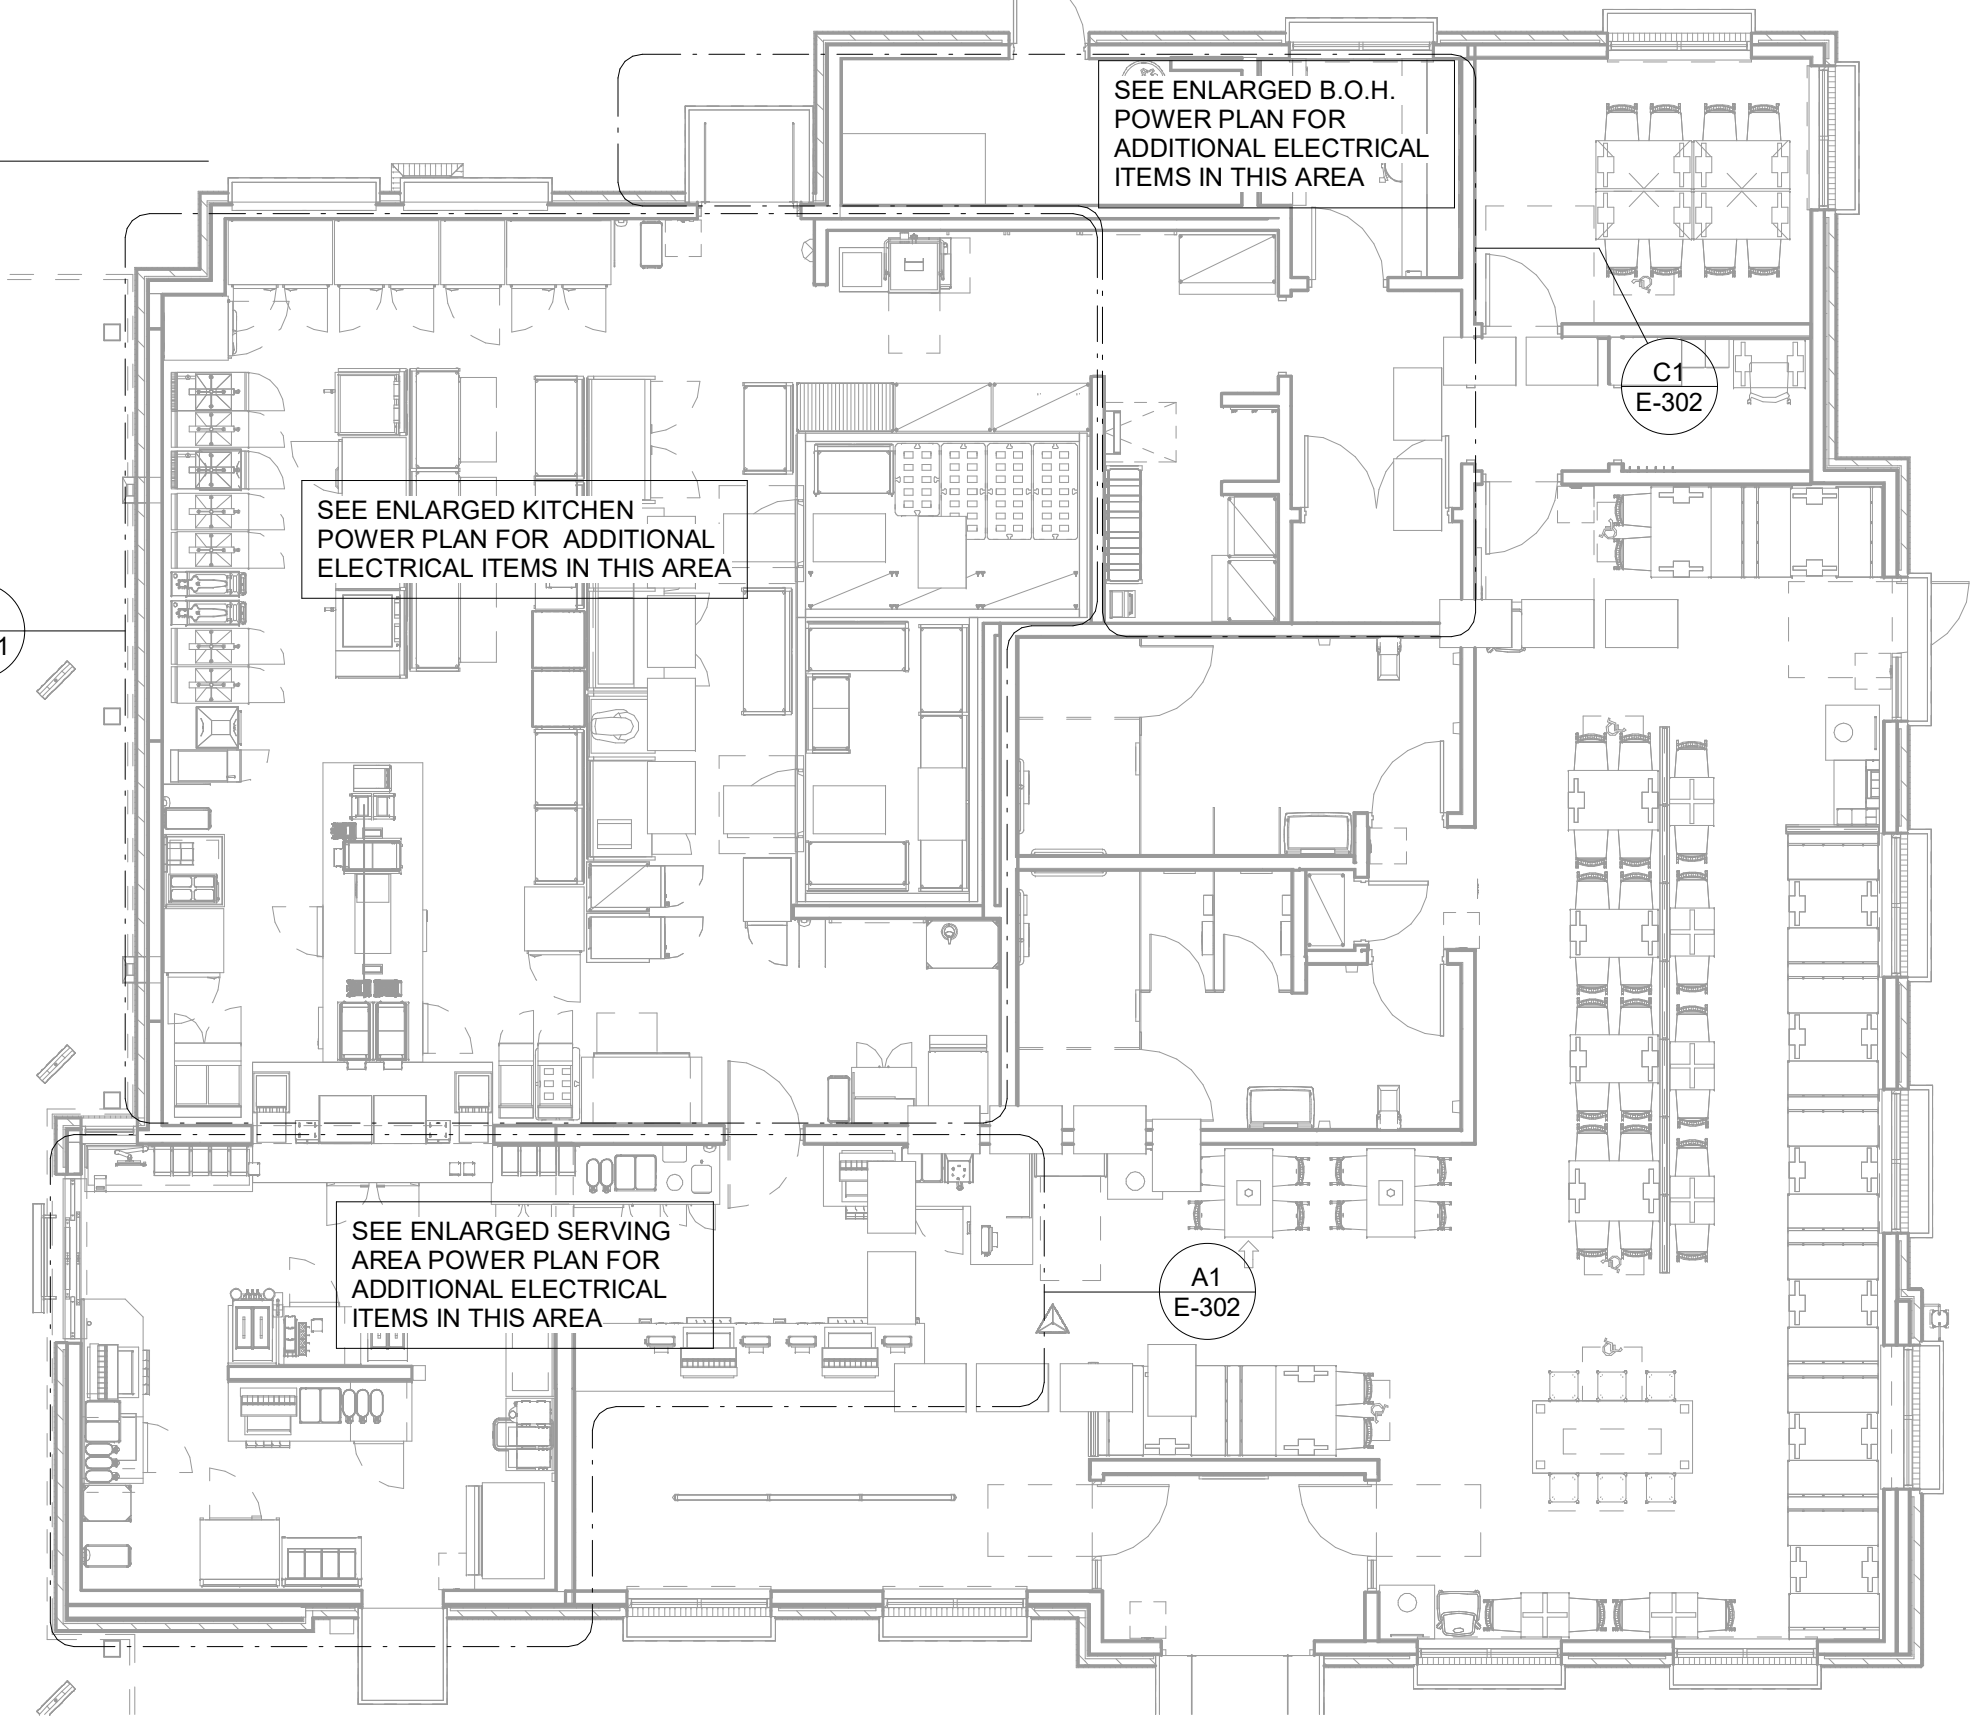 SEE ENLARGED B.O.H.
POWER PLAN FOR
ADDITIONAL ELECTRICAL
ITEMS IN THIS AREA
C1
E-302
SEE ENLARGED KITCHEN
POWER PLAN FOR ADDITIONAL
ELECTRICAL ITEMS IN THIS AREA
1
SEE ENLARGED SERVING
AREA POWER PLAN FOR
ADDITIONAL ELECTRICAL
ITEMS IN THIS AREA
A1
E-302